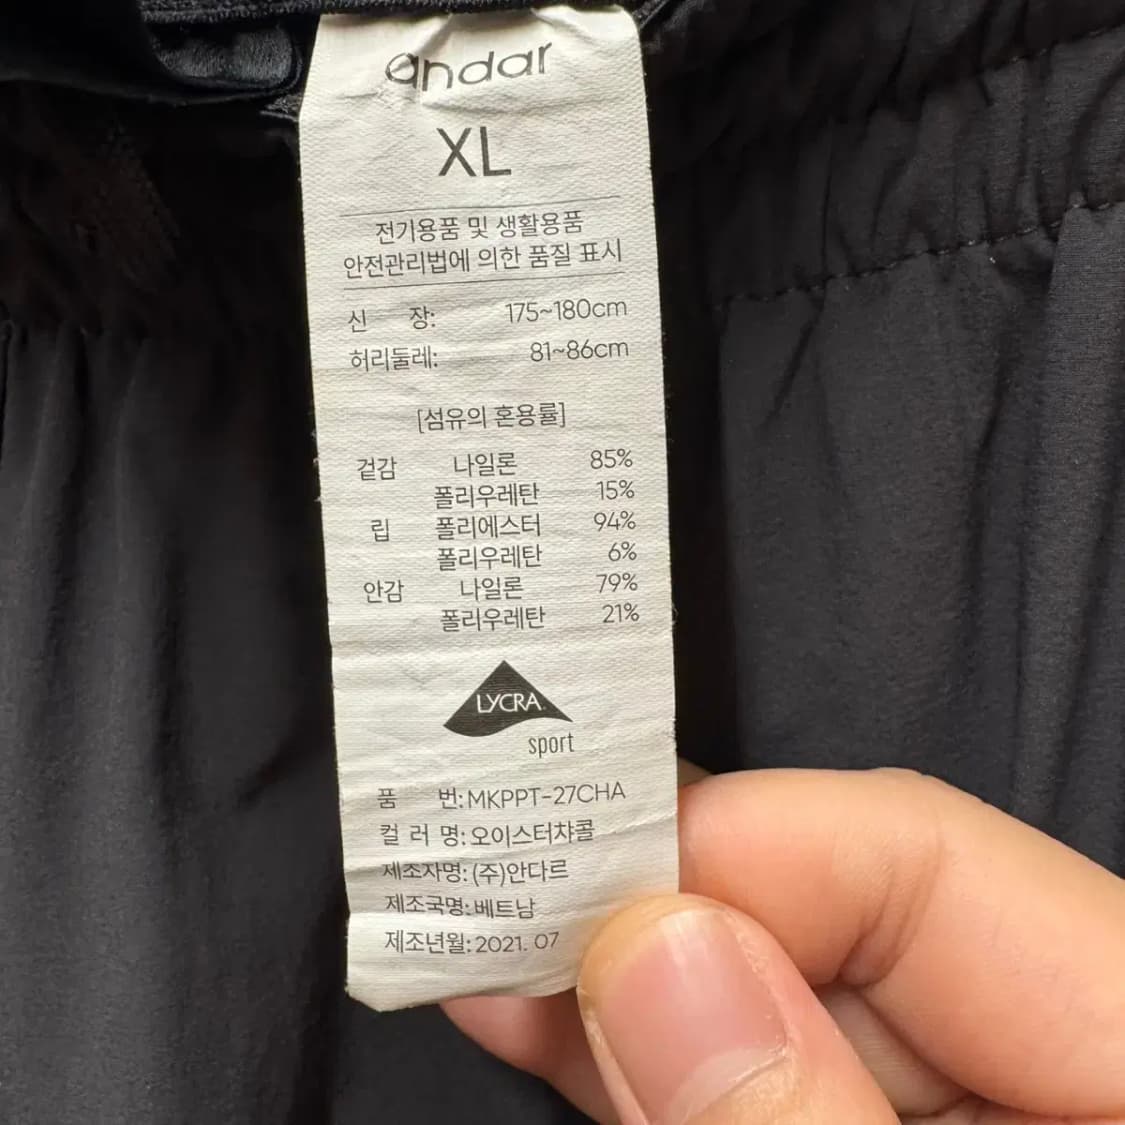 andar
XL
전기용품 및 생활용품
안전관리법에 의한 품질 표시
신 장: 175~180cm
허리둘레: 81~86cm
[섬유의 혼용률]
겉감 나일론 85%
폴리우레탄 15%
립 폴리에스터 94%
폴리우레탄 6%
안감 나일론 79%
폴리우레탄 21%
LYCRA
sport
품 번: MKPPT-27CHA
컬 러 명: 오이스터챠콜
제조자명: (주)안다르
제조국명: 베트남
제조년월: 2021. 07